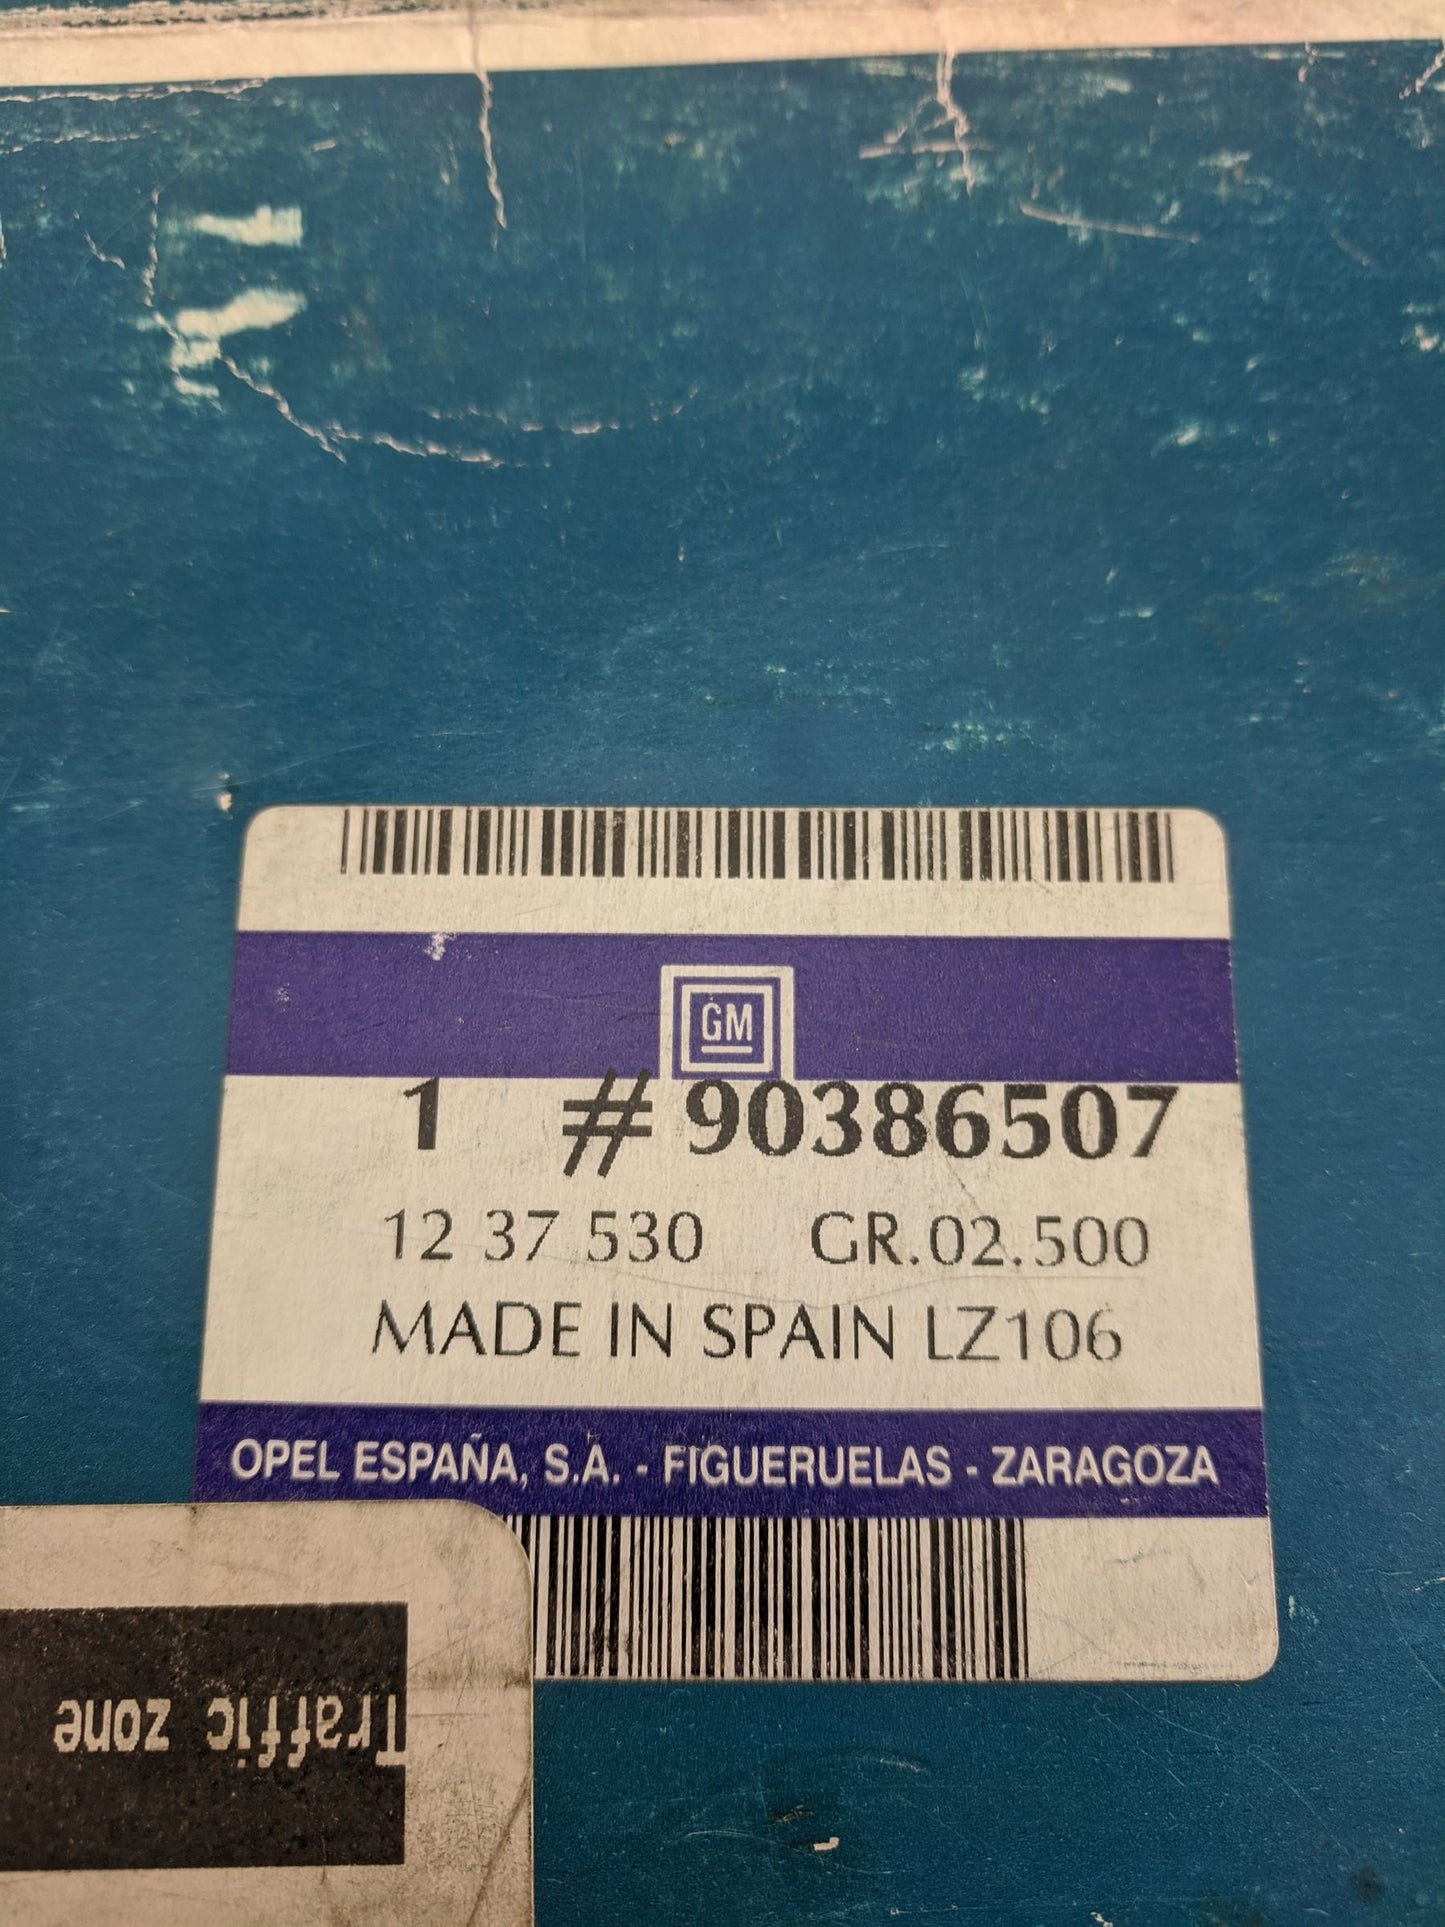 GM
1 #90386507
12 37 530 GR.02.500
MADE IN SPAIN LZ106
OPEL ESPAÑA, S.A. - FIGUERUELAS - ZARAGOZA
Traffic zone